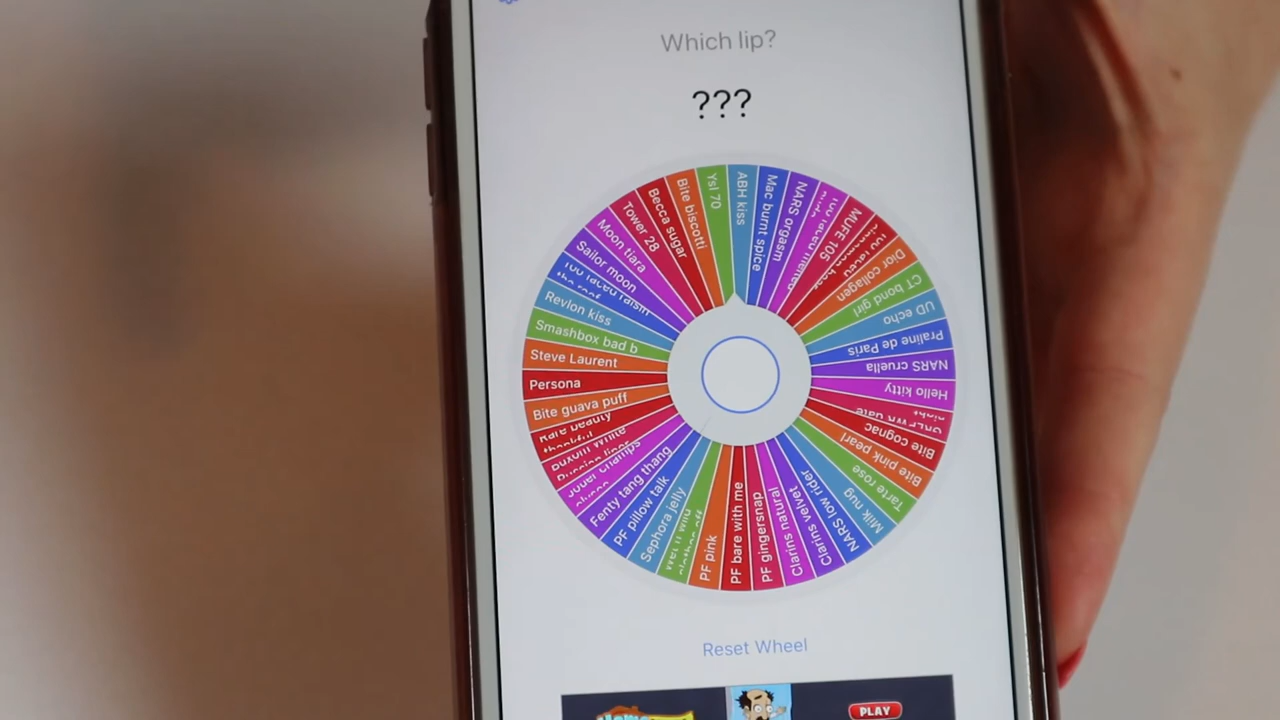 Which lip?
???
ABH kiss
Mac burnt spice
NARS orgasm
MUFE 105
Dior collagen
CT bond girl
UD echo
Praline de Paris
NARS cruella
Hello kitty
Bite cognac
Bite pink pearl
Tarte rose
Milk nug
NARS low rider
Clarins velvet
Clarins natural
PF gingersnap
PF bare with me
PF pink
Sephora jelly
PF pillow talk
Fenty tang thang
Bite guava puff
Persona
Steve Laurent
Smashbox bad b
Revlon kiss
Sailor moon
Moon tiara
Tower 28
Becca sugar
Bite biscotti
Ysl 70
Reset Wheel
PLAY